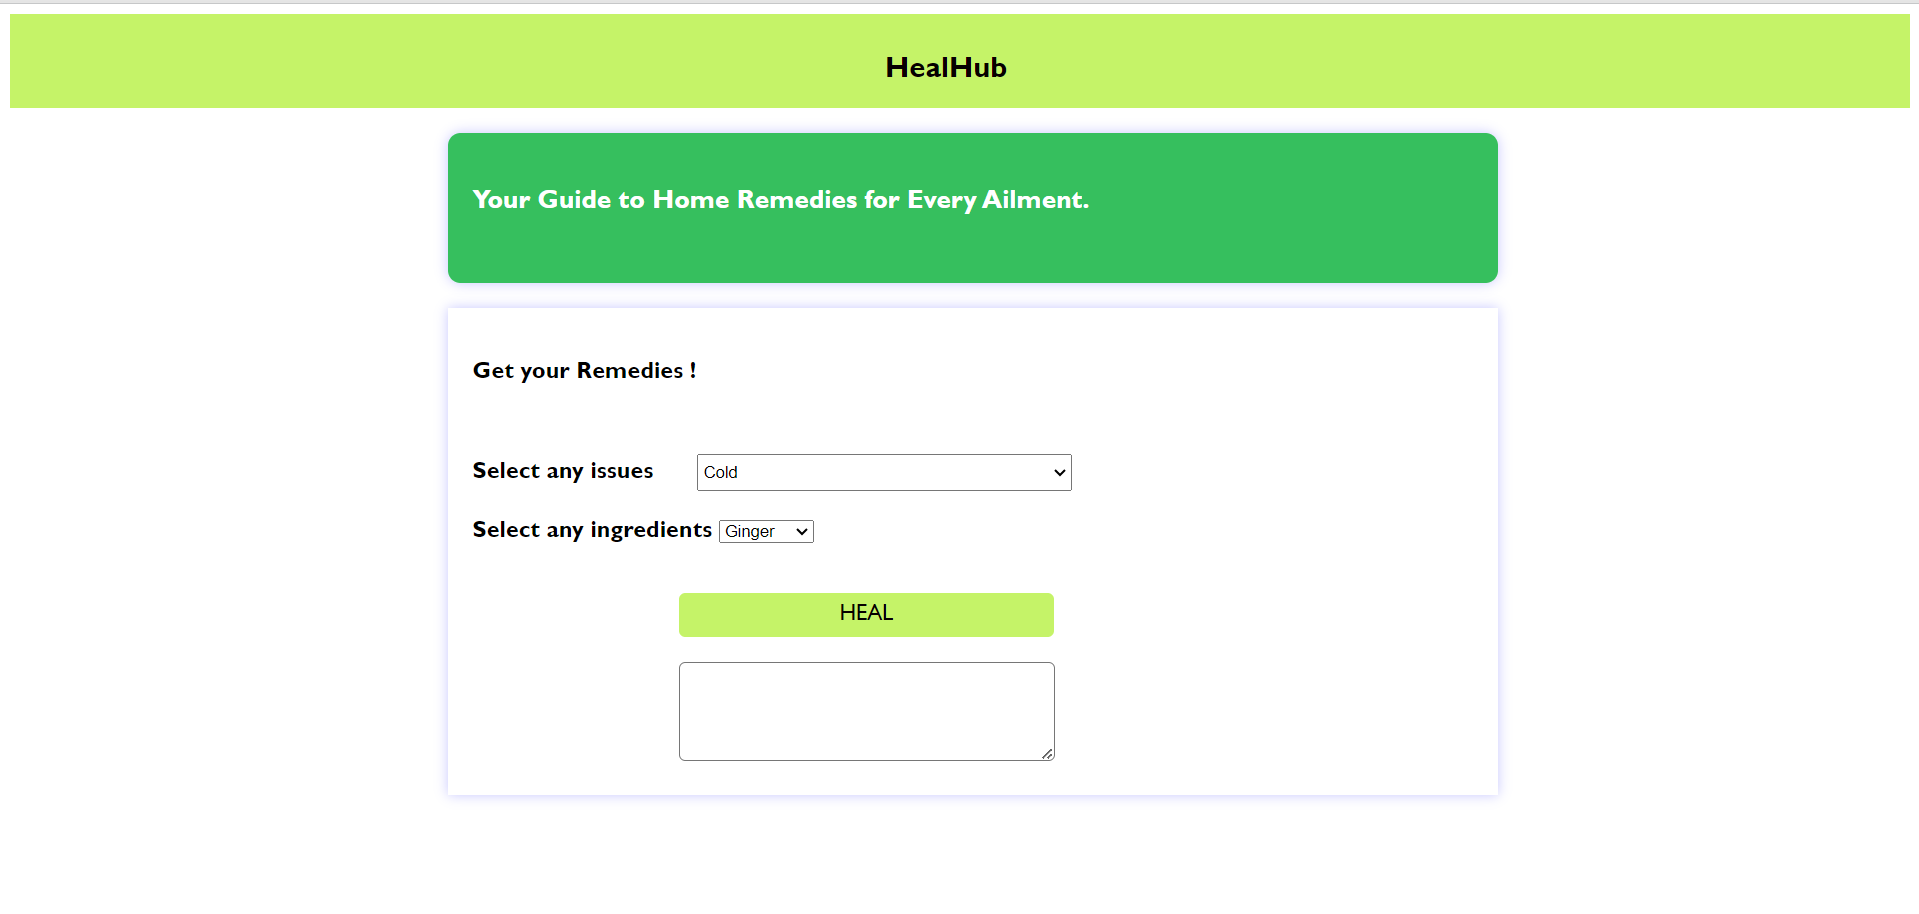 HealHub
Your Guide to Home Remedies for Every Ailment.
Get your Remedies !
Select any issues Cold
Select any ingredients Ginger
HEAL